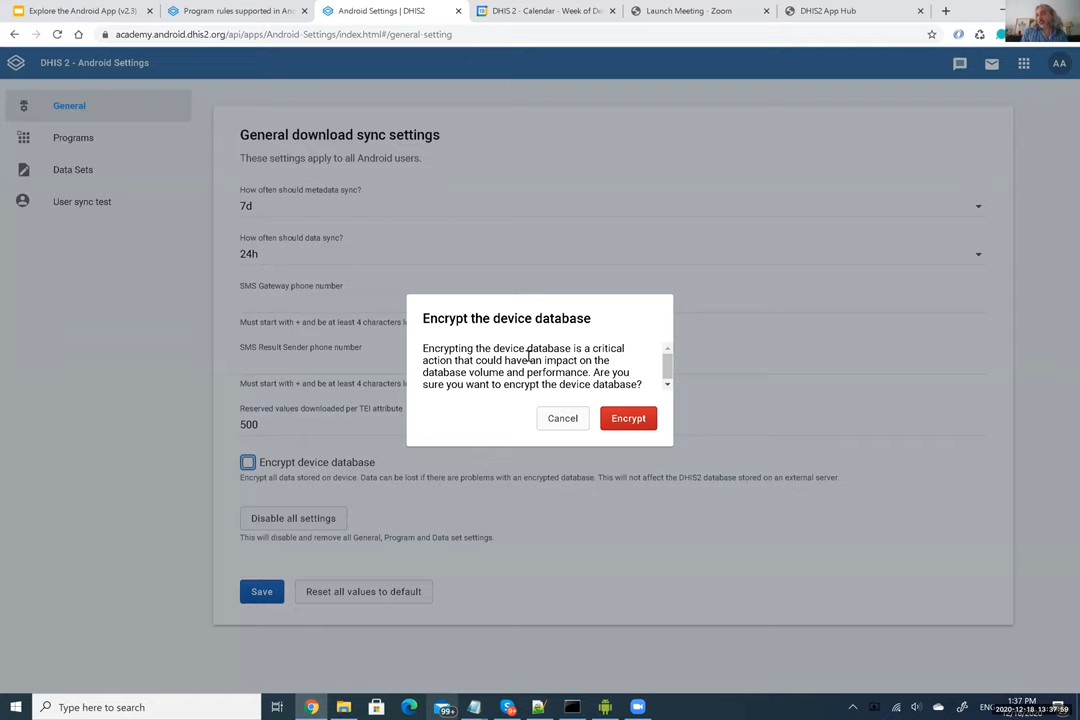 Explore the Android App (v2.3)
Program rules supported in An
Android Settings | DHIS2
DHIS 2 - Calendar - Week of De
Launch Meeting - Zoom
DHIS2 App Hub
academy.android.dhis2.org/api/apps/Android-Settings/index.html#/general-setting
DHIS 2 - Android Settings
AA
General
Programs
Data Sets
User sync test
General download sync settings
These settings apply to all Android users.
How often should metadata sync?
7d
How often should data sync?
24h
SMS Gateway phone number
Must start with + and be at least 4 characters l
SMS Result Sender phone number
Must start with + and be at least 4 characters l
Reserved values downloaded per TEI attribute
500
Encrypt device database
Encrypt all data stored on device. Data can be lost if there are problems with an encrypted database. This will not affect the DHIS2 database stored on an external server.
Disable all settings
This will disable and remove all General, Program and Data set settings.
Save
Reset all values to default
Encrypt the device database
Encrypting the device database is a critical
action that could have an impact on the
database volume and performance. Are you
sure you want to encrypt the device database?
Cancel
Encrypt
Type here to search
99+
ENG
1:37 PM
2020-12-18 13:37:59